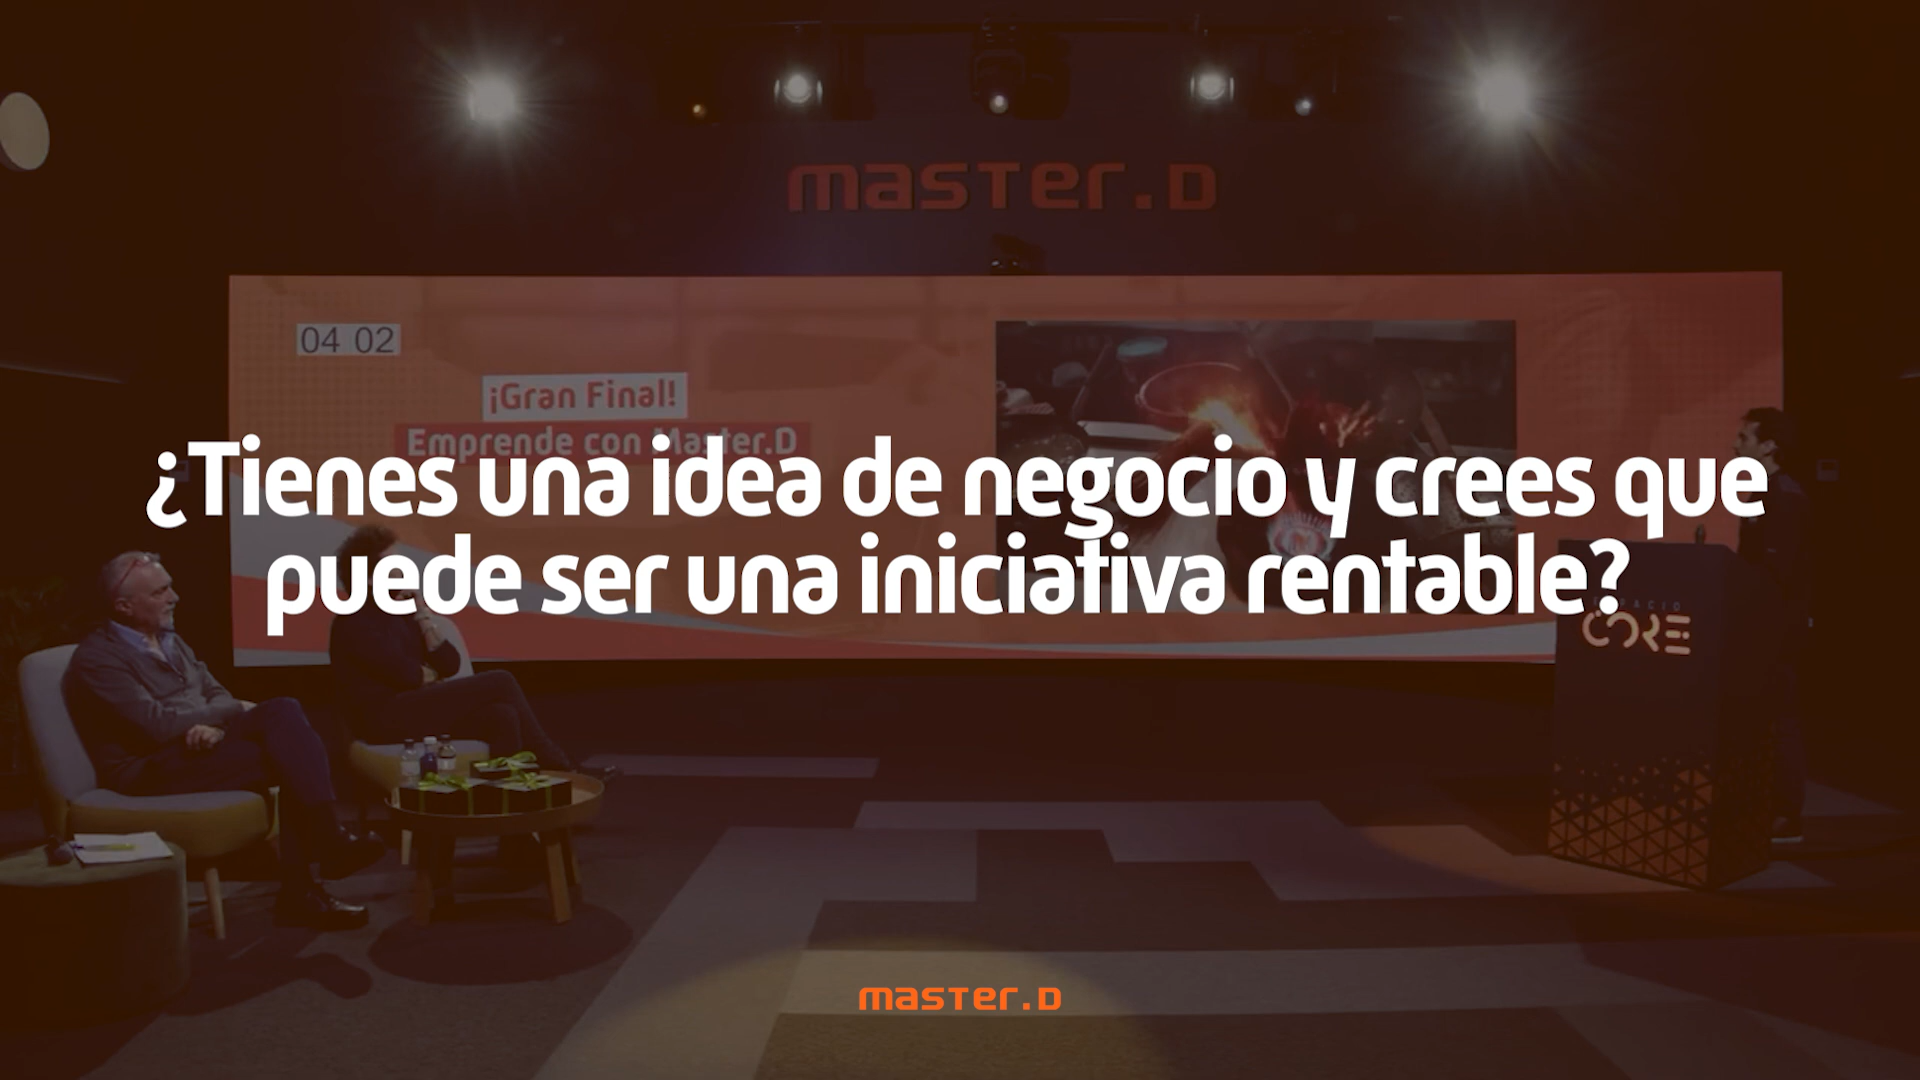 master.D
04 02
¡Gran Final!
Emprende con Master.D
¿Tienes una idea de negocio y crees que
puede ser una iniciativa rentable?
CORE
master.D